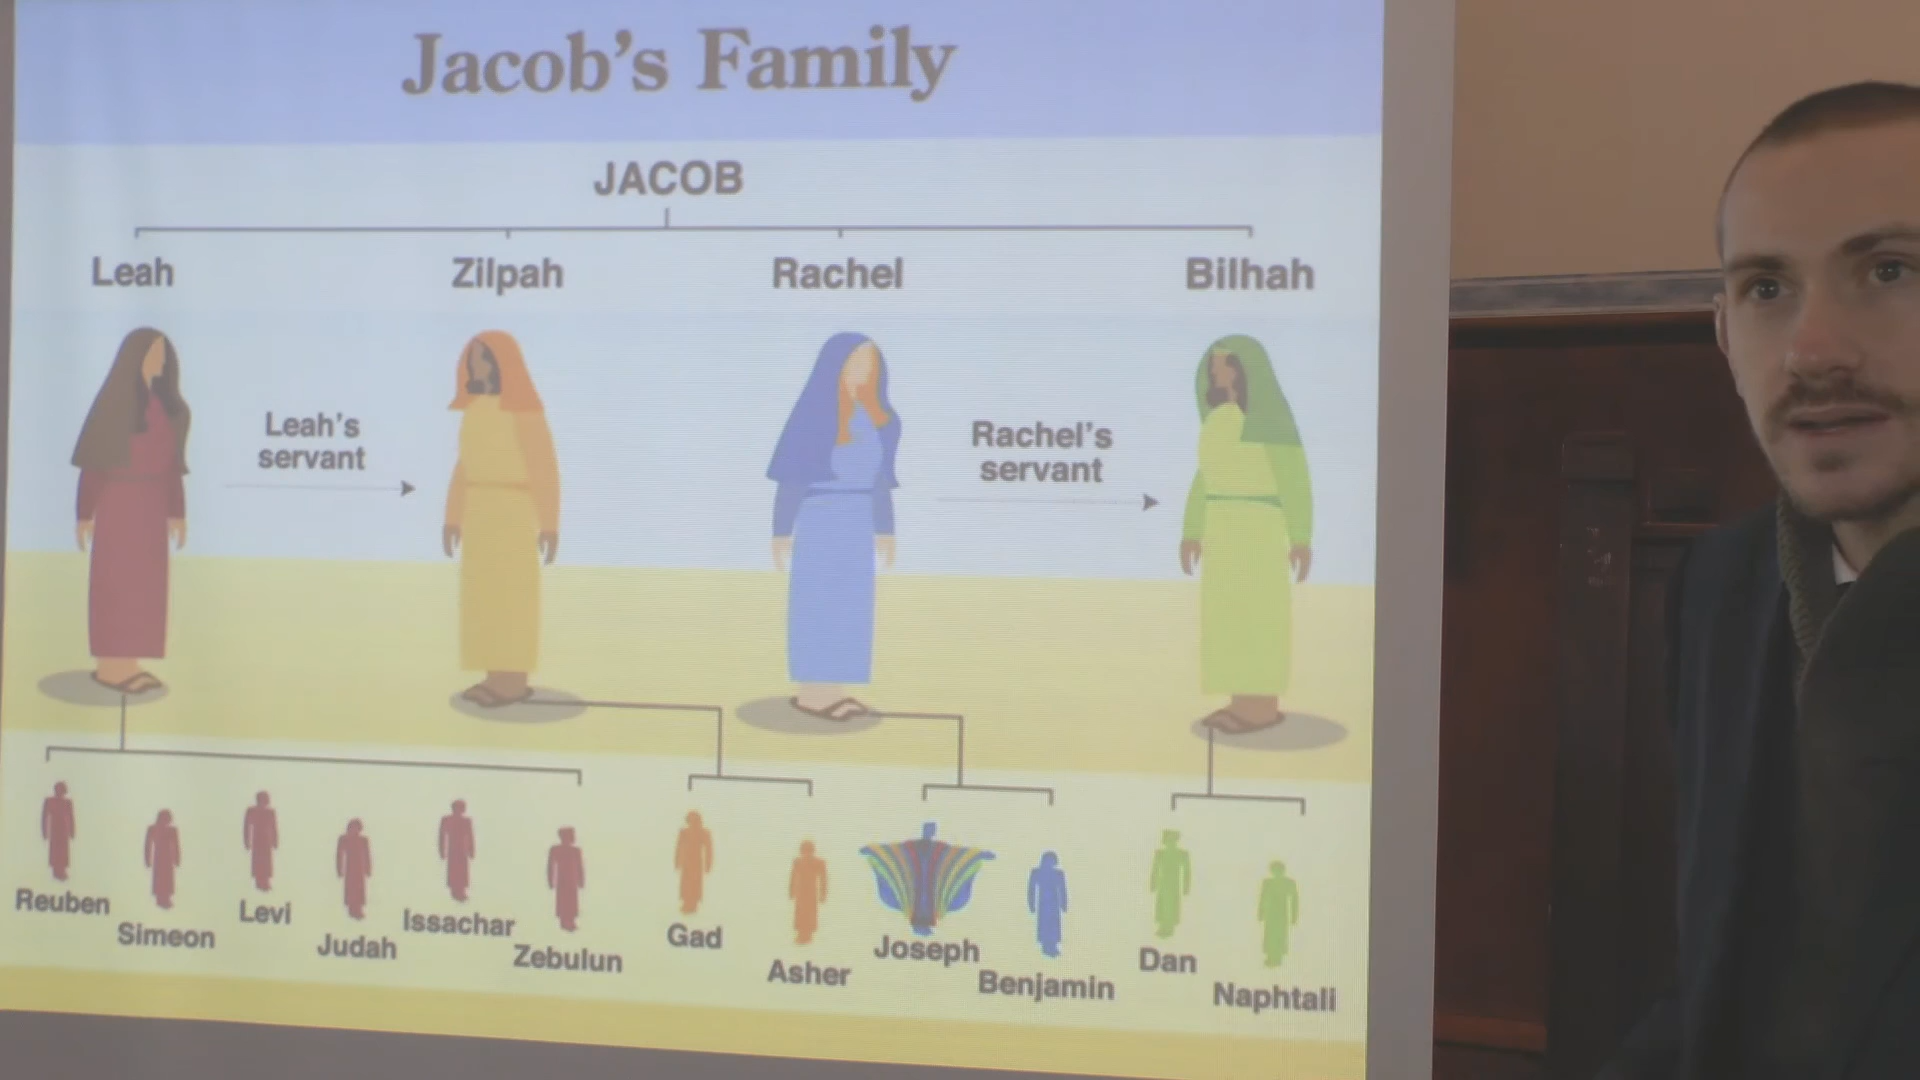 Jacob's Family
JACOB
Leah
Zilpah
Rachel
Bilhah
Leah's
servant
Rachel's
servant
Reuben
Simeon
Levi
Judah
Issachar
Zebulun
Gad
Asher
Joseph
Benjamin
Dan
Naphtali